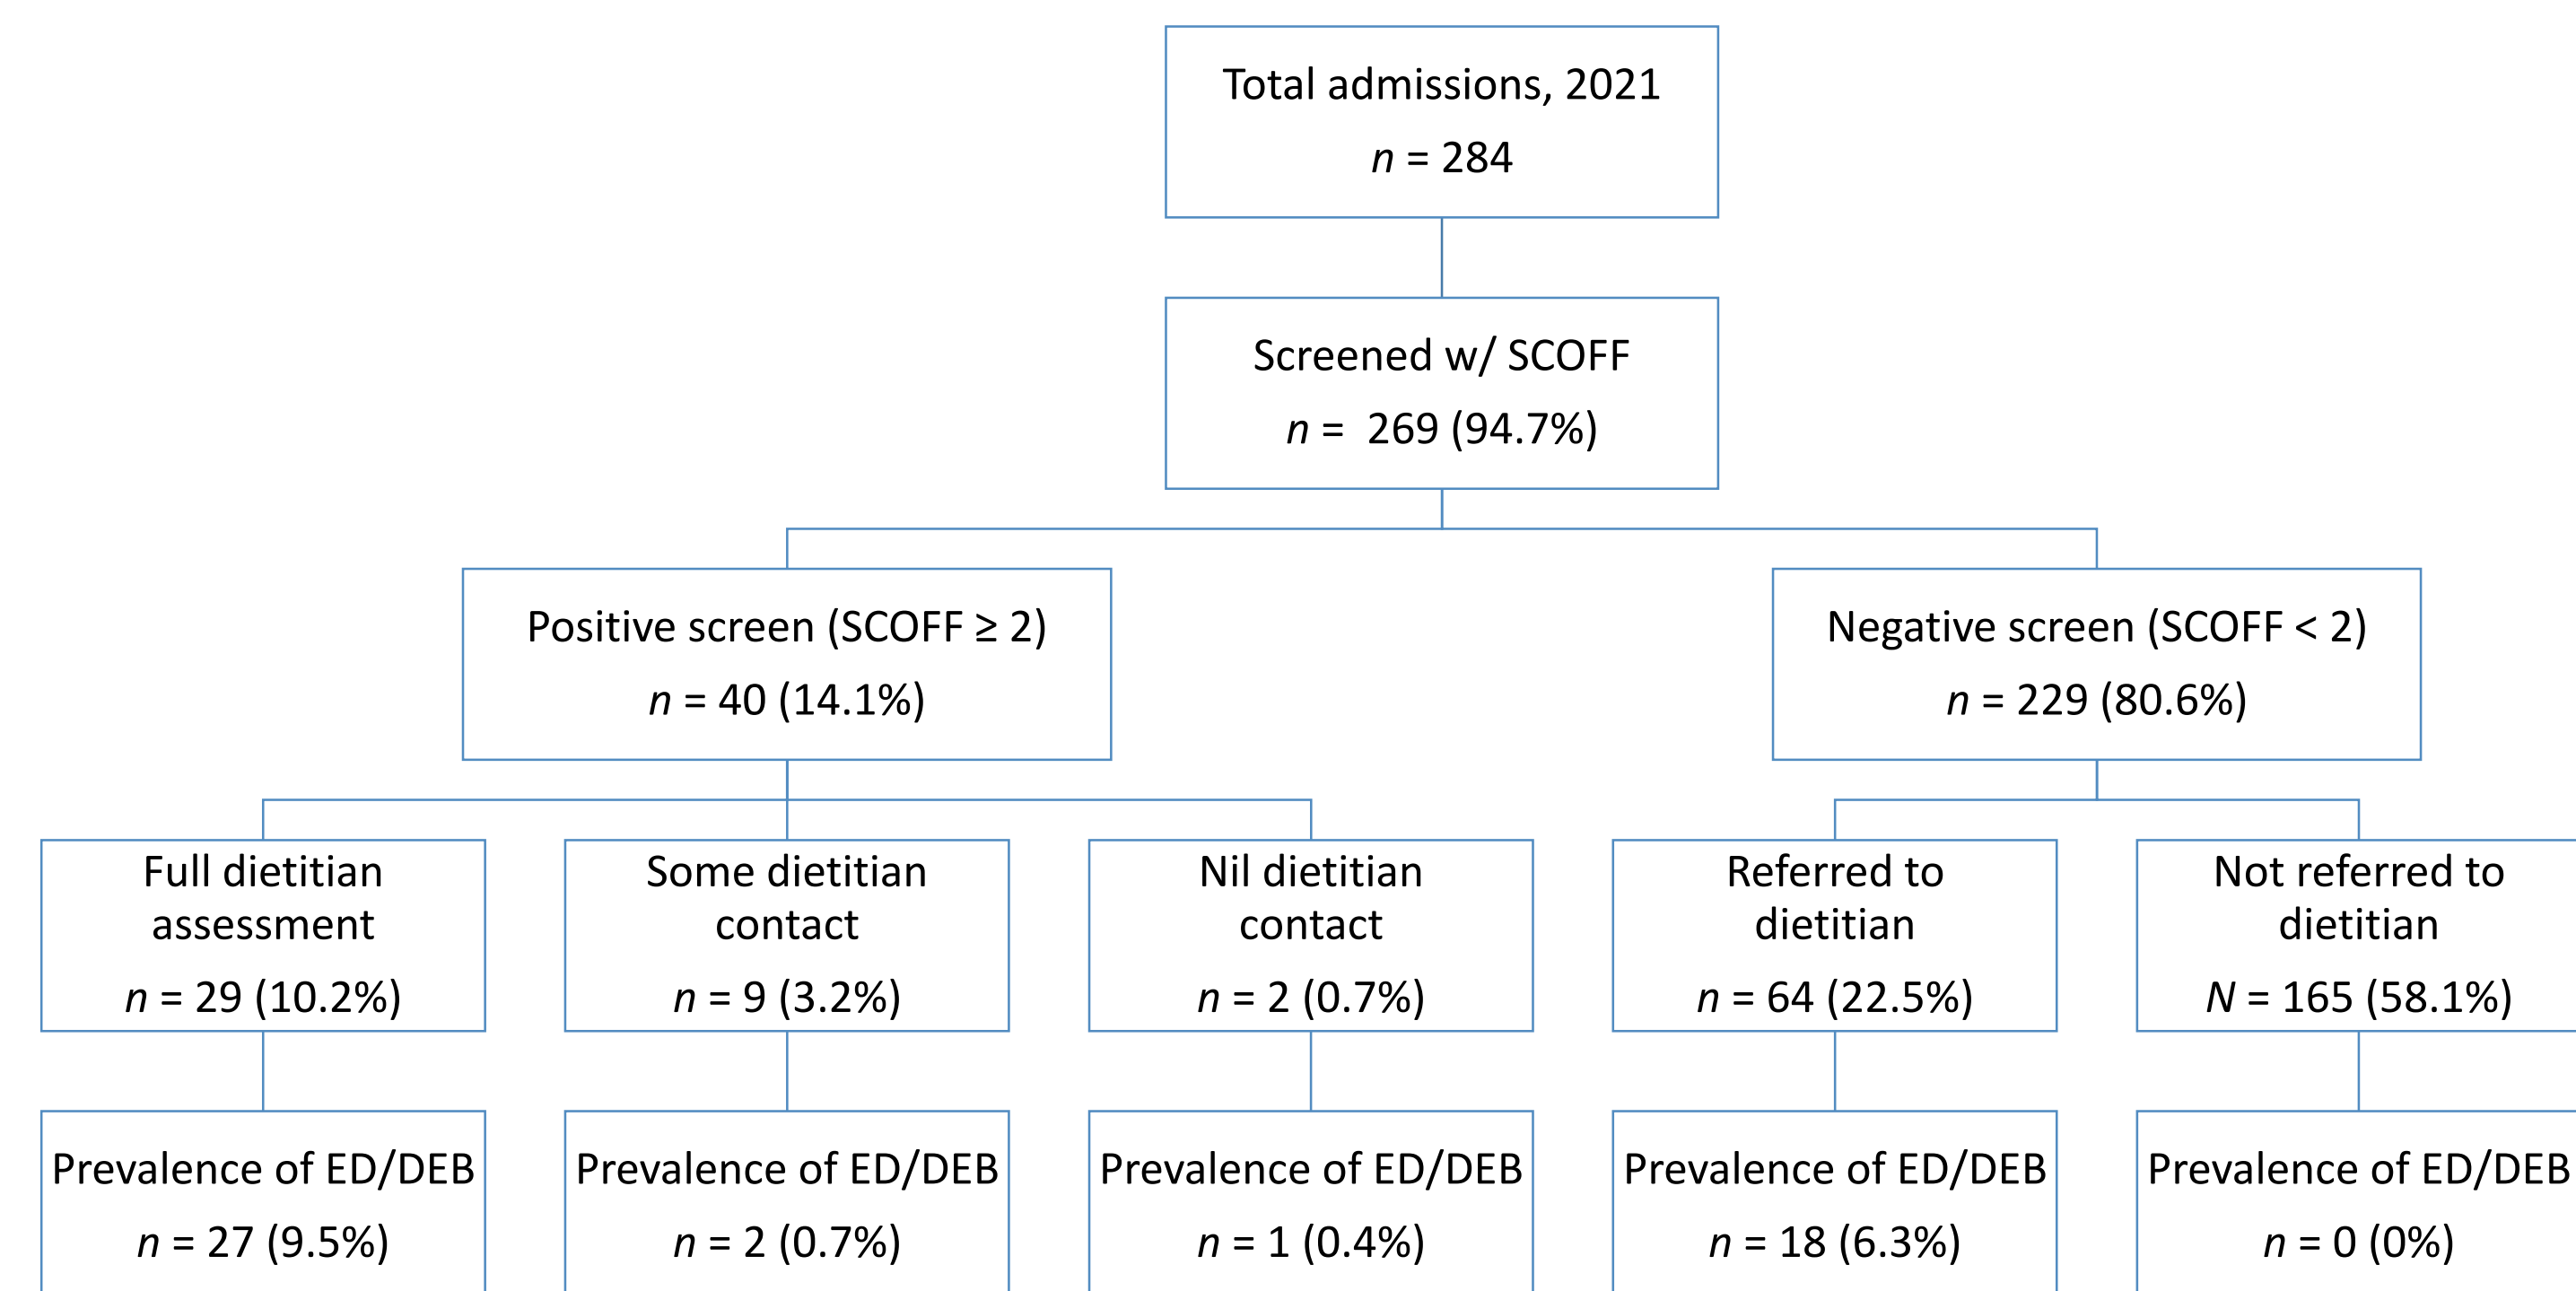 Total admissions, 2021
n = 284
Screened w/ SCOFF
n =  269 (94.7%)
Positive screen (SCOFF ≥ 2)
n = 40 (14.1%)
Negative screen (SCOFF < 2)
n = 229 (80.6%)
Full dietitian
assessment
n = 29 (10.2%)
Some dietitian
contact
n = 9 (3.2%)
Nil dietitian
contact
n = 2 (0.7%)
Referred to
dietitian
n = 64 (22.5%)
Not referred to
dietitian
N = 165 (58.1%)
Prevalence of ED/DEB
n = 27 (9.5%)
Prevalence of ED/DEB
n = 2 (0.7%)
Prevalence of ED/DEB
n = 1 (0.4%)
Prevalence of ED/DEB
n = 18 (6.3%)
Prevalence of ED/DEB
n = 0 (0%)